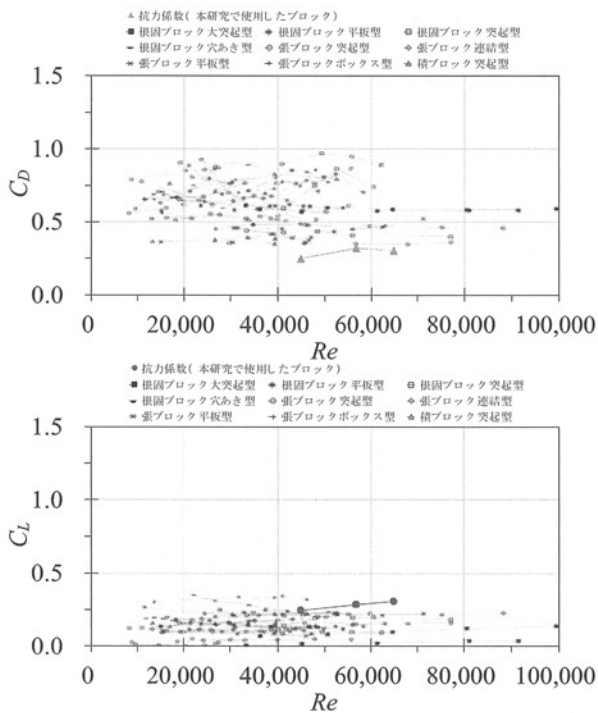 抗力係数( 本研究で使用したブロック)
根固ブロック大突起型 根固ブロック平板型 根固ブロック突起型
根固ブロック穴あき型 張ブロック突起型 張ブロック連結型
張ブロック平板型 張ブロックボックス型 積ブロック突起型
1.5
1.0
0.5
0.0
C_D
0 20,000 40,000 60,000 80,000 100,000
Re
抗力係数( 本研究で使用したブロック)
根固ブロック大突起型 根固ブロック平板型 根固ブロック突起型
根固ブロック穴あき型 張ブロック突起型 張ブロック連結型
張ブロック平板型 張ブロックボックス型 積ブロック突起型
1.5
1.0
0.5
0.0
C_L
0 20,000 40,000 60,000 80,000 100,000
Re